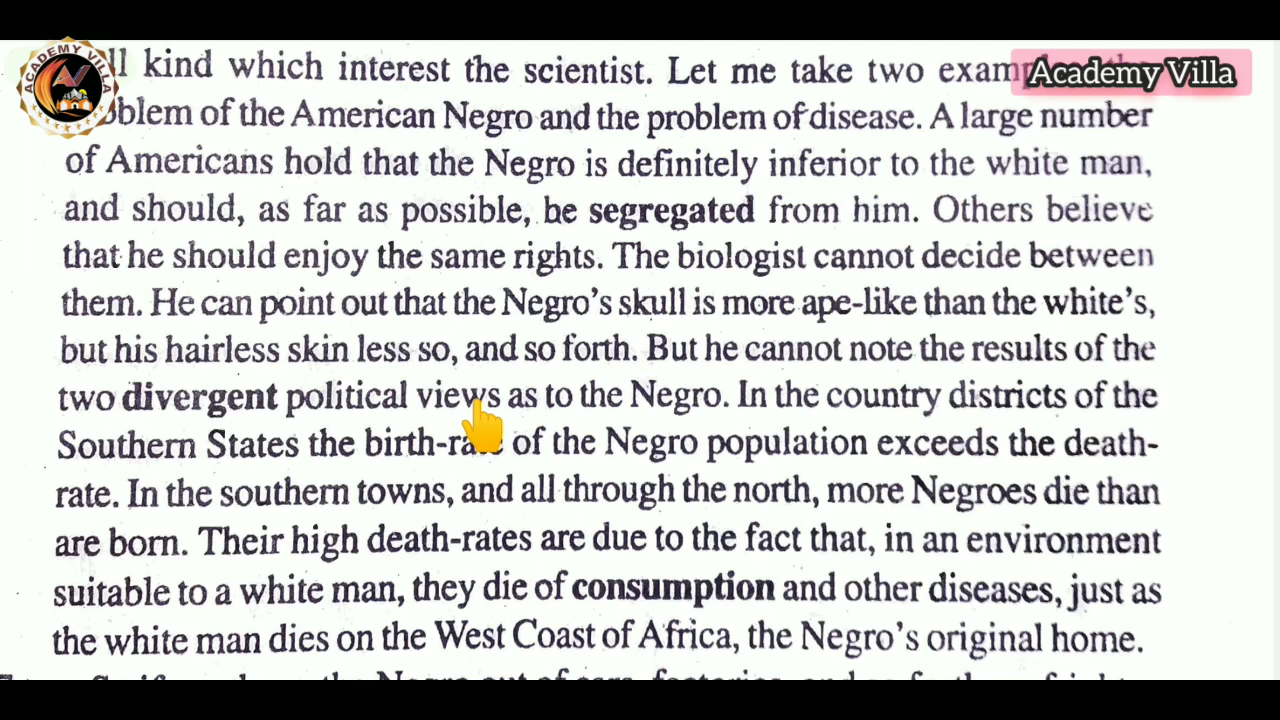 ACADEMY VILLA
AV
Academy Villa
kind which interest the scientist. Let me take two
of the American Negro and the problem of disease. A large number
of Americans hold that the Negro is definitely inferior to the white man,
and should, as far as possible, be segregated from him. Others believe
that he should enjoy the same rights. The biologist cannot decide between
them. He can point out that the Negro's skull is more ape-like than the white's,
but his hairless skin less so, and so forth. But he cannot note the results of the
two divergent political views as to the Negro. In the country districts of the
Southern States the birth- of the Negro population exceeds the death-
rate. In the southern towns, and all through the north, more Negroes die than
are born. Their high death-rates are due to the fact that, in an environment
suitable to a white man, they die of consumption and other diseases, just as
the white man dies on the West Coast of Africa, the Negro's original home.